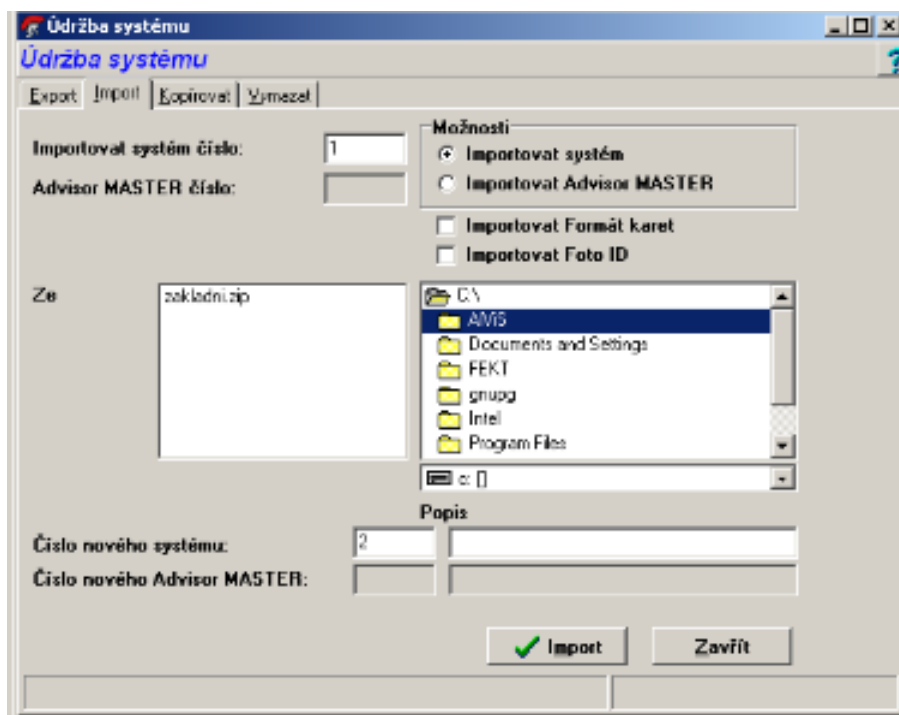 Údržba systému
Údržba systému
?
Export Import Kopírovat Vymazat
Možnosti
Importovat systém číslo: 1
Importovat systém
Advisor MASTER číslo:
Importovat Advisor MASTER
Importovat Formát karet
Importovat Foto ID
Ze
zakladni.zip
C:\
Documents and Settings
FEKT
gnupg
Intel
Program Files
c: []
Popis
Číslo nového systému: 2
Číslo nového Advisor MASTER:
Import Zavřít